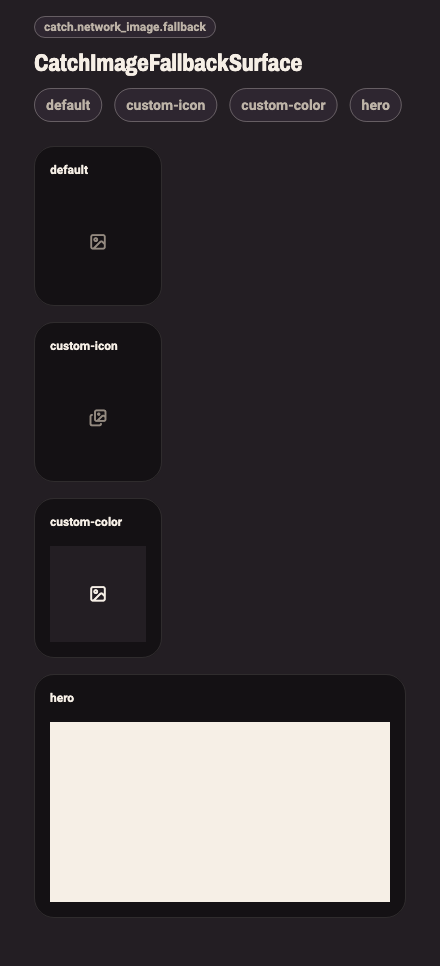 catch.network_image.fallback
CatchImageFallbackSurface
default custom-icon custom-color hero
default
custom-icon
custom-color
hero